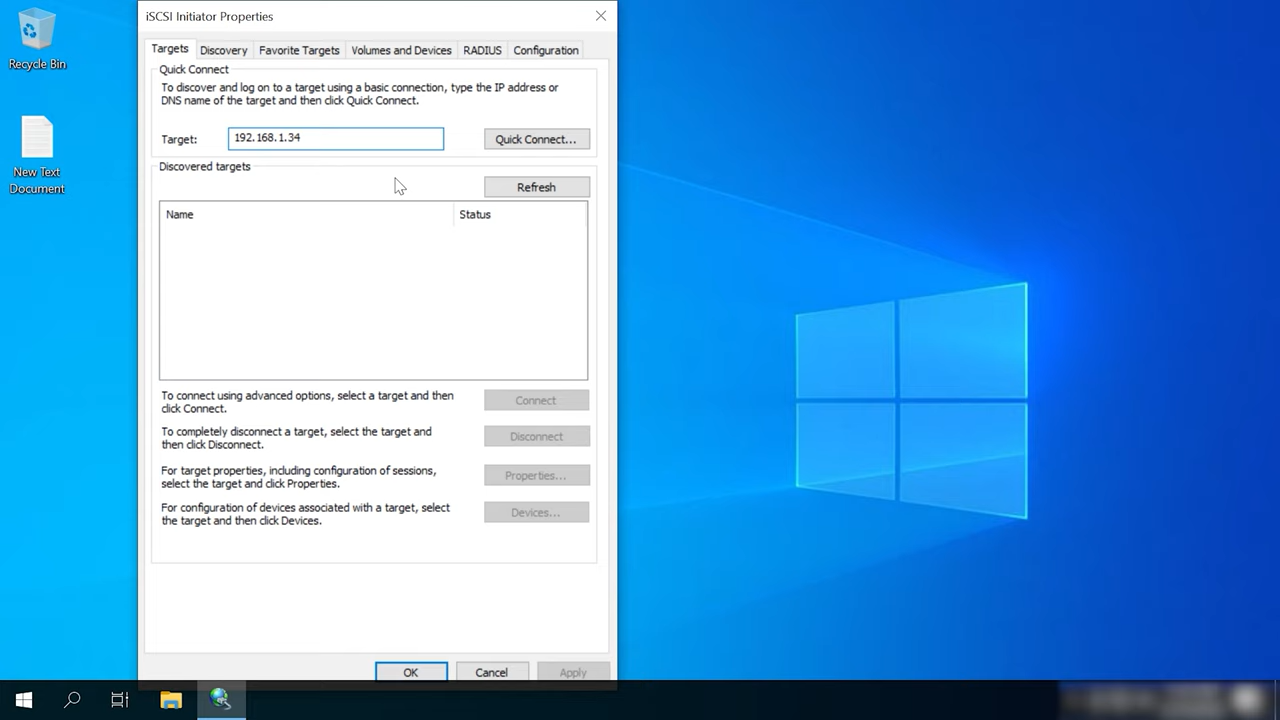 iSCSI Initiator Properties
Recycle Bin
New Text
Document
Targets Discovery Favorite Targets Volumes and Devices RADIUS Configuration
Quick Connect
To discover and log on to a target using a basic connection, type the IP address or
DNS name of the target and then click Quick Connect.
Target: 192.168.1.34 Quick Connect...
Discovered targets
Refresh
Name Status
To connect using advanced options, select a target and then
click Connect.
Connect
To completely disconnect a target, select the target and
then click Disconnect.
Disconnect
For target properties, including configuration of sessions,
select the target and click Properties.
Properties...
For configuration of devices associated with a target, select
the target and then click Devices.
Devices...
OK Cancel Apply